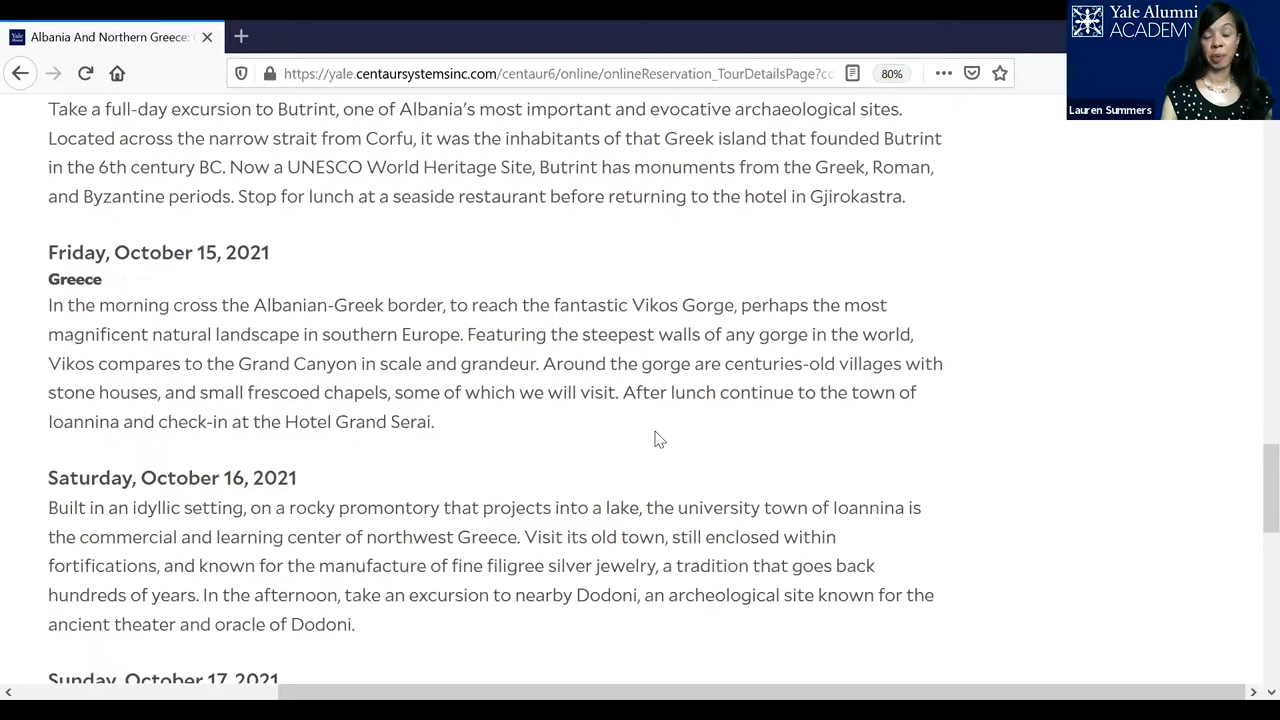 Albania And Northern Greece:
https://yale.centaursystemsinc.com/centaur6/online/onlineReservation_TourDetailsPage?co
80%
Yale Alumni
ACADEMY
Lauren Summers
Take a full-day excursion to Butrint, one of Albania's most important and evocative archaeological sites.
Located across the narrow strait from Corfu, it was the inhabitants of that Greek island that founded Butrint
in the 6th century BC. Now a UNESCO World Heritage Site, Butrint has monuments from the Greek, Roman,
and Byzantine periods. Stop for lunch at a seaside restaurant before returning to the hotel in Gjirokastra.
Friday, October 15, 2021
Greece
In the morning cross the Albanian-Greek border, to reach the fantastic Vikos Gorge, perhaps the most
magnificent natural landscape in southern Europe. Featuring the steepest walls of any gorge in the world,
Vikos compares to the Grand Canyon in scale and grandeur. Around the gorge are centuries-old villages with
stone houses, and small frescoed chapels, some of which we will visit. After lunch continue to the town of
Ioannina and check-in at the Hotel Grand Serai.
Saturday, October 16, 2021
Built in an idyllic setting, on a rocky promontory that projects into a lake, the university town of Ioannina is
the commercial and learning center of northwest Greece. Visit its old town, still enclosed within
fortifications, and known for the manufacture of fine filigree silver jewelry, a tradition that goes back
hundreds of years. In the afternoon, take an excursion to nearby Dodoni, an archeological site known for the
ancient theater and oracle of Dodoni.
Sunday, October 17, 2021